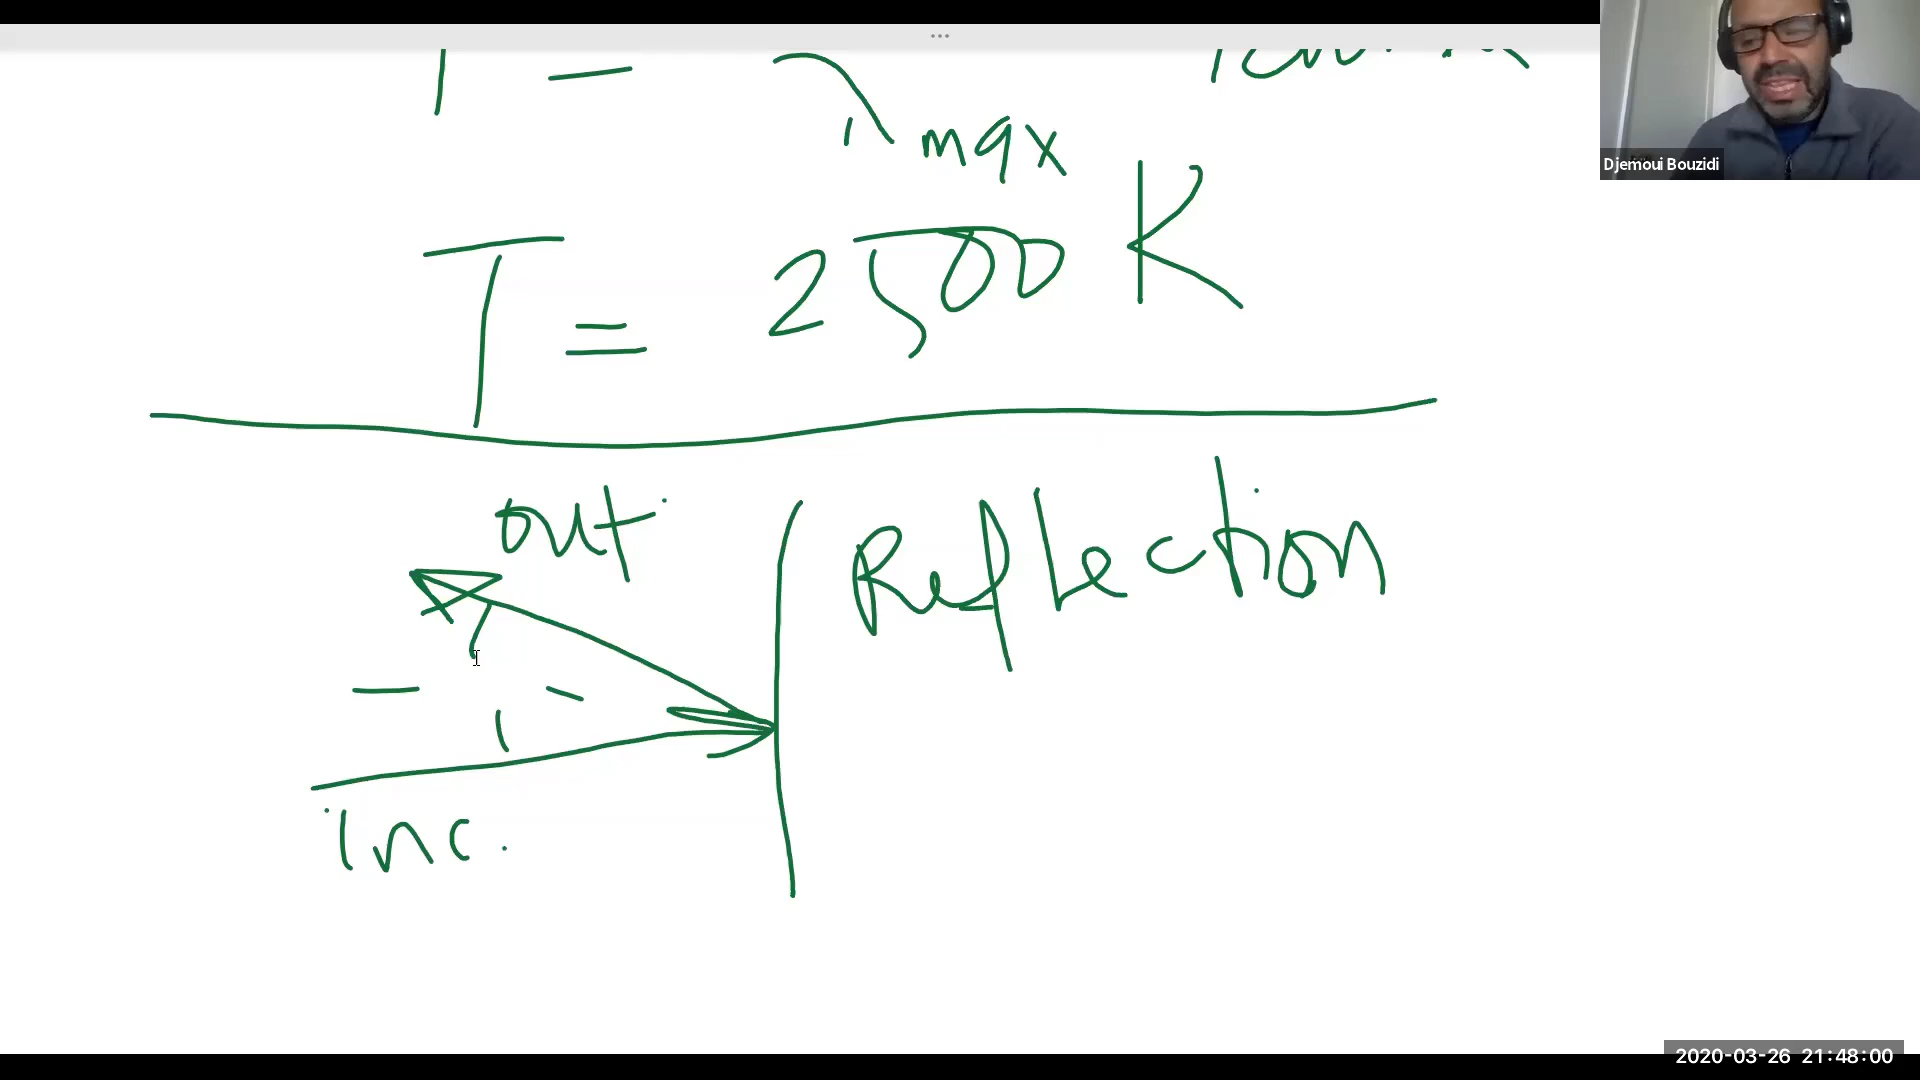 λmax
T = 2500 K
out
Reflection
inc.
Djemoui Bouzidi
2020-03-26 21:48:00